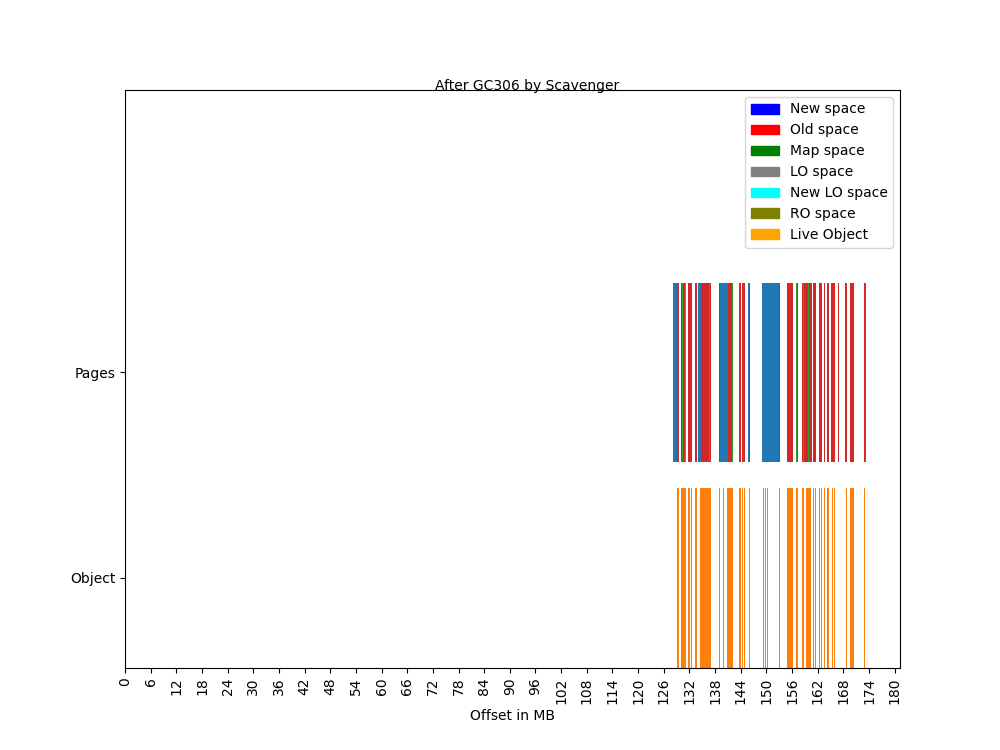 After GC306 by Scavenger
New space
Old space
Map space
LO space
New LO space
RO space
Live Object
Pages
Object
0 6 12 18 24 30 36 42 48 54 60 66 72 78 84 90 96 102 108 114 120 126 132 138 144 150 156 162 168 174 180
Offset in MB